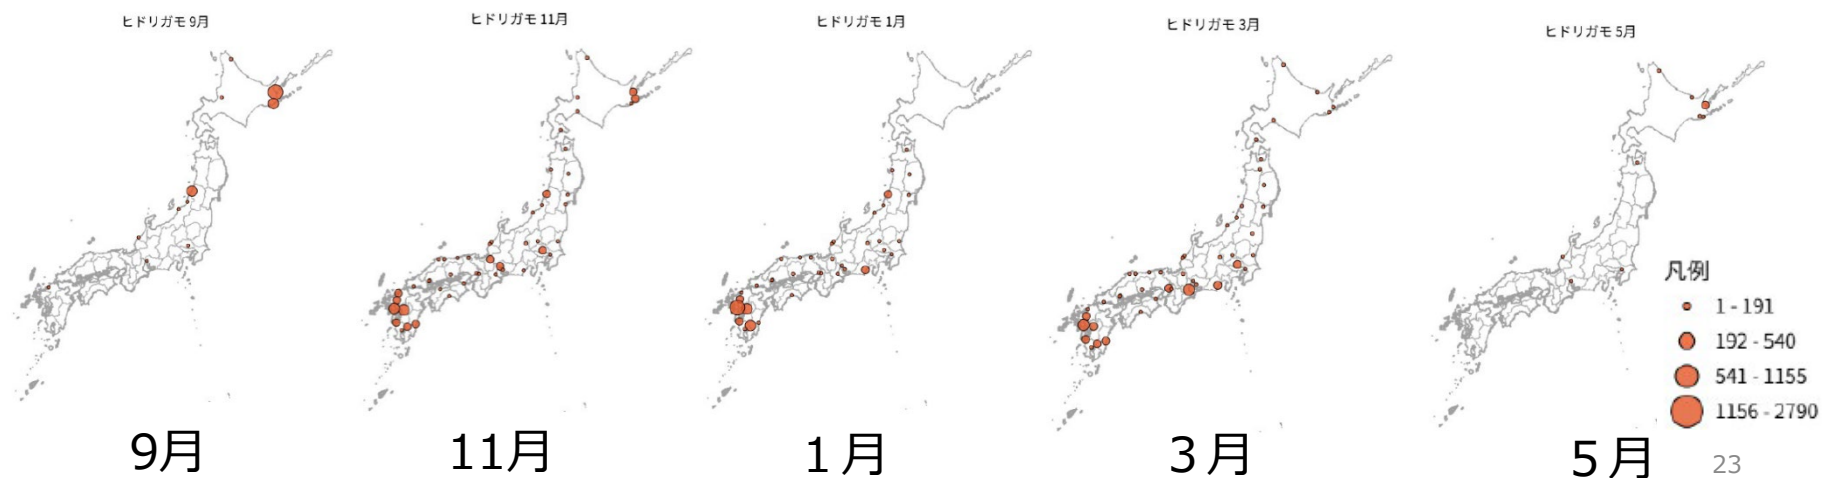 ヒドリガモ 9月
ヒドリガモ 11月
ヒドリガモ 1月
ヒドリガモ 3月
ヒドリガモ 5月
凡例
1 - 191
192 - 540
541 - 1155
1156 - 2790
9月
11月
1月
3月
5月
23